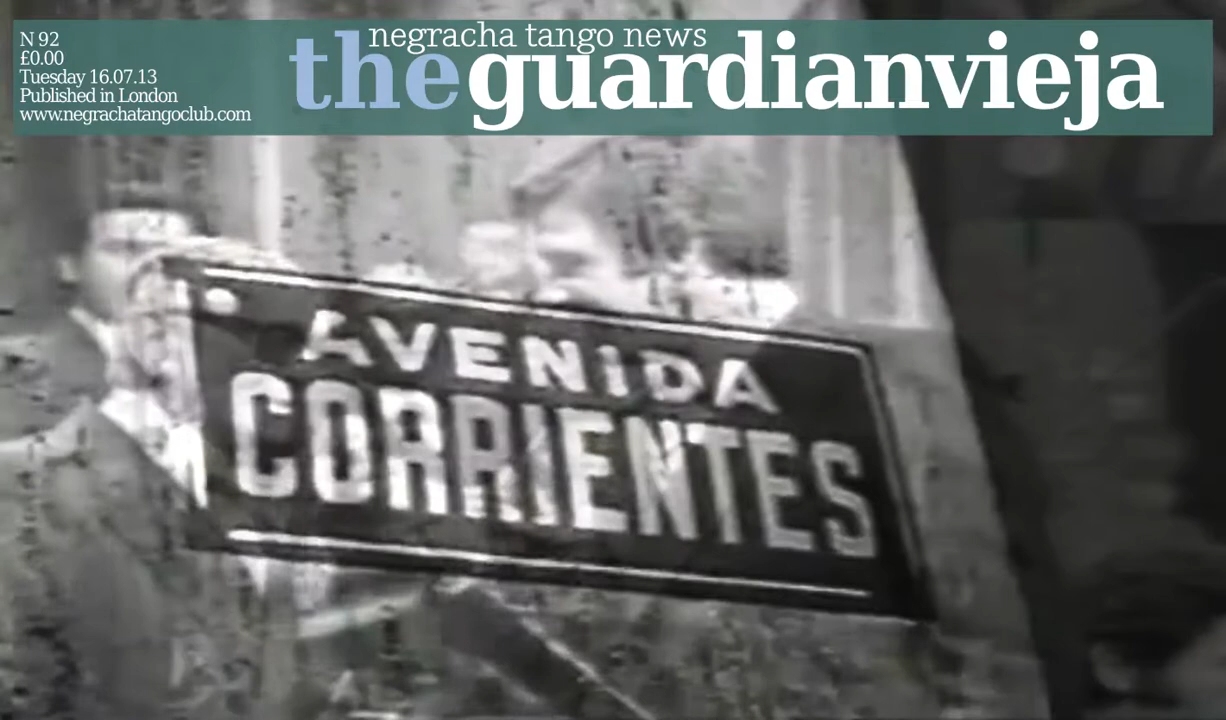 N 92
£0.00
Tuesday 16.07.13
Published in London
www.negrachatangoclub.com
negracha tango news
theguardianvieja
AVENIDA
CORRIENTES